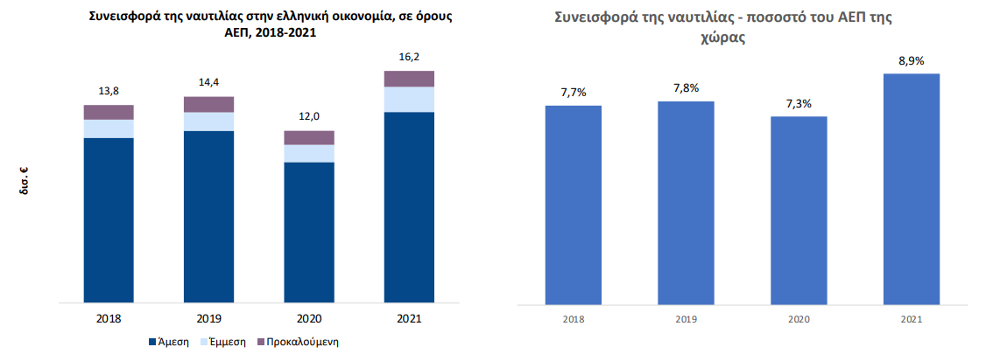 Συνεισφορά της ναυτιλίας στην ελληνική οικονομία, σε όρους
ΑΕΠ, 2018-2021
δισ. €
13,8
14,4
12,0
16,2
2018
2019
2020
2021
Άμεση
Έμμεση
Προκαλούμενη
Συνεισφορά της ναυτιλίας - ποσοστό του ΑΕΠ της
χώρας
7,7%
7,8%
7,3%
8,9%
2018
2019
2020
2021